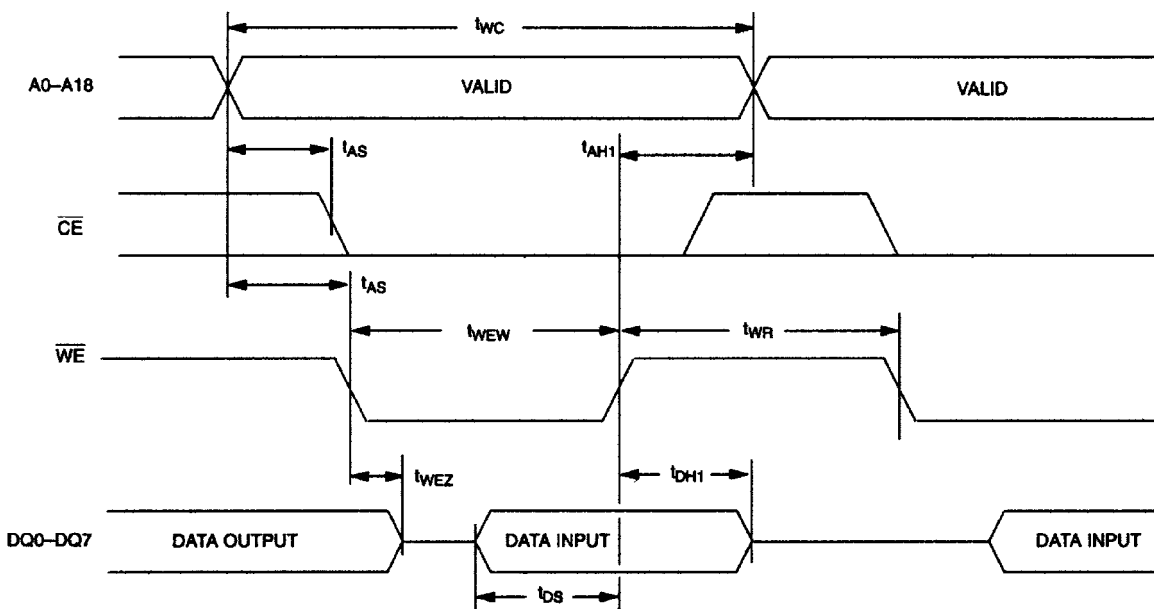 tWC
A0–A18 VALID VALID
tAS tAH1
CE
tAS
tWEW tWR
WE
tWEZ tDH1
DQ0–DQ7 DATA OUTPUT DATA INPUT DATA INPUT
tDS